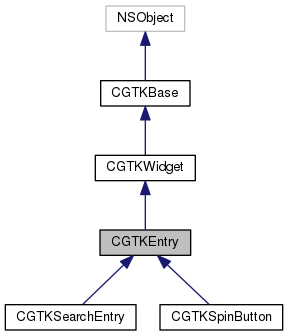 NSObject
CGTKBase
CGTKWidget
CGTKEntry
CGTKSearchEntry
CGTKSpinButton